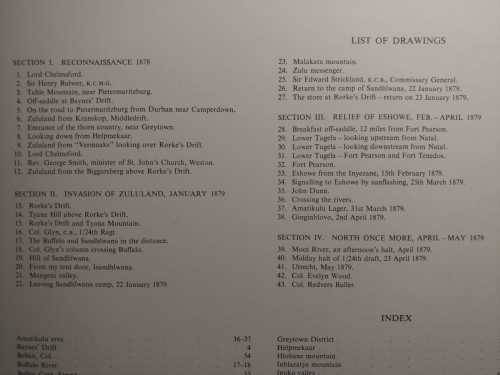 LIST OF DRAWINGS
SECTION I. RECONNAISSANCE 1878
1. Lord Chelmsford.
2. Sir Henry Bulwer, K.C.M.G.
3. Table Mountain, near Pietermaritzburg.
4. Off-saddle at Baynes' Drift.
5. On the road to Pietermaritzburg from Durban near Camperdown.
6. Zululand from Kranskop, Middledrift.
7. Entrance of the thorn country, near Greytown.
8. Looking down from Helpmekaar.
9. Zululand from "Vermaaks" looking over Rorke's Drift.
10. Lord Chelmsford.
11. Rev. George Smith, minister of St. John's Church, Weston.
12. Zululand from the Biggarsberg above Rorke's Drift.
SECTION II. INVASION OF ZULULAND, JANUARY 1879
13. Rorke's Drift.
14. Tyana Hill above Rorke's Drift.
15. Rorke's Drift and Tyana Mountain.
16. Col. Glyn, C.B., 1/24th Regt
17. The Buffalo and Sandhlwana in the distance.
18. Col. Glyn's column crossing Buffalo.
19. Hill of Sandhlwana.
20. From my tent door, Isandhlwana.
21. Mangeni valley.
22. Leaving Sandhlwana camp, 22 January 1879.
23. Malakata mountain.
24. Zulu messenger.
25. Sir Edward Strickland, K.C.B., Commissary General.
26. Return to the camp of Sandhlwana, 22 January 1879.
27. The store at Rorke's Drift – return on 23 January 1879.
SECTION III. RELIEF OF ESHOWE, FEB. – APRIL 1879
28. Breakfast off-saddle, 12 miles from Fort Pearson.
29. Lower Tugela – looking upstream from Natal.
30. Lower Tugela – looking downstream from Natal.
31. Lower Tugela – Fort Pearson and Fort Tenedos.
32. Fort Pearson.
33. Eshowe from the Inyezane, 15th February 1879.
34. Signalling to Eshowe by sunflashing, 25th March 1879.
35. John Dunn.
36. Crossing the rivers.
37. Amatikulu Lager, 31st March 1879.
38. Ginginhlovo, 2nd April 1879.
SECTION IV. NORTH ONCE MORE, APRIL – MAY 1879
39. Mooi River, an afternoon's halt, April 1879.
40. Midday halt of 1/24th draft, 23 April 1879.
41. Utrecht, May 1879.
42. Col. Evelyn Wood.
43. Col. Redvers Buller.
INDEX
Amatikulu area 36–37
Baynes' Drift 4
Bellair, Col. 54
Buffalo River 17–18
Greytown District
Helpmekaar
Hlobane mountain
Inhlazatye mountain